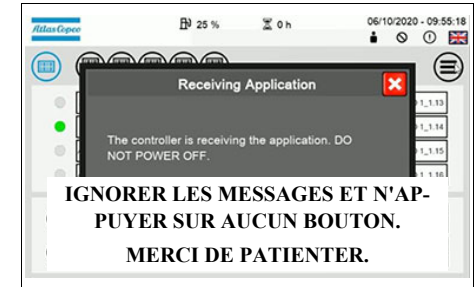 Atlas Copco
25 %
0 h
06/10/2020 - 09:55:18
Receiving Application
1_1.13
The controller is receiving the application. DO
1_1.14
NOT POWER OFF.
1_1.15
1_1.16
IGNORER LES MESSAGES ET N'AP-
PUYER SUR AUCUN BOUTON.
MERCI DE PATIENTER.